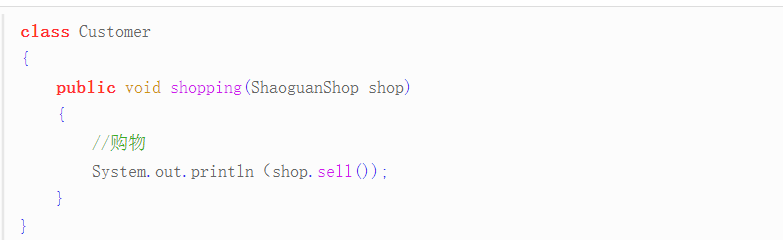 class Customer
{
    public void shopping(ShaoguanShop shop)
    {
        //购物
        System.out.println（shop.sell());
    }
}